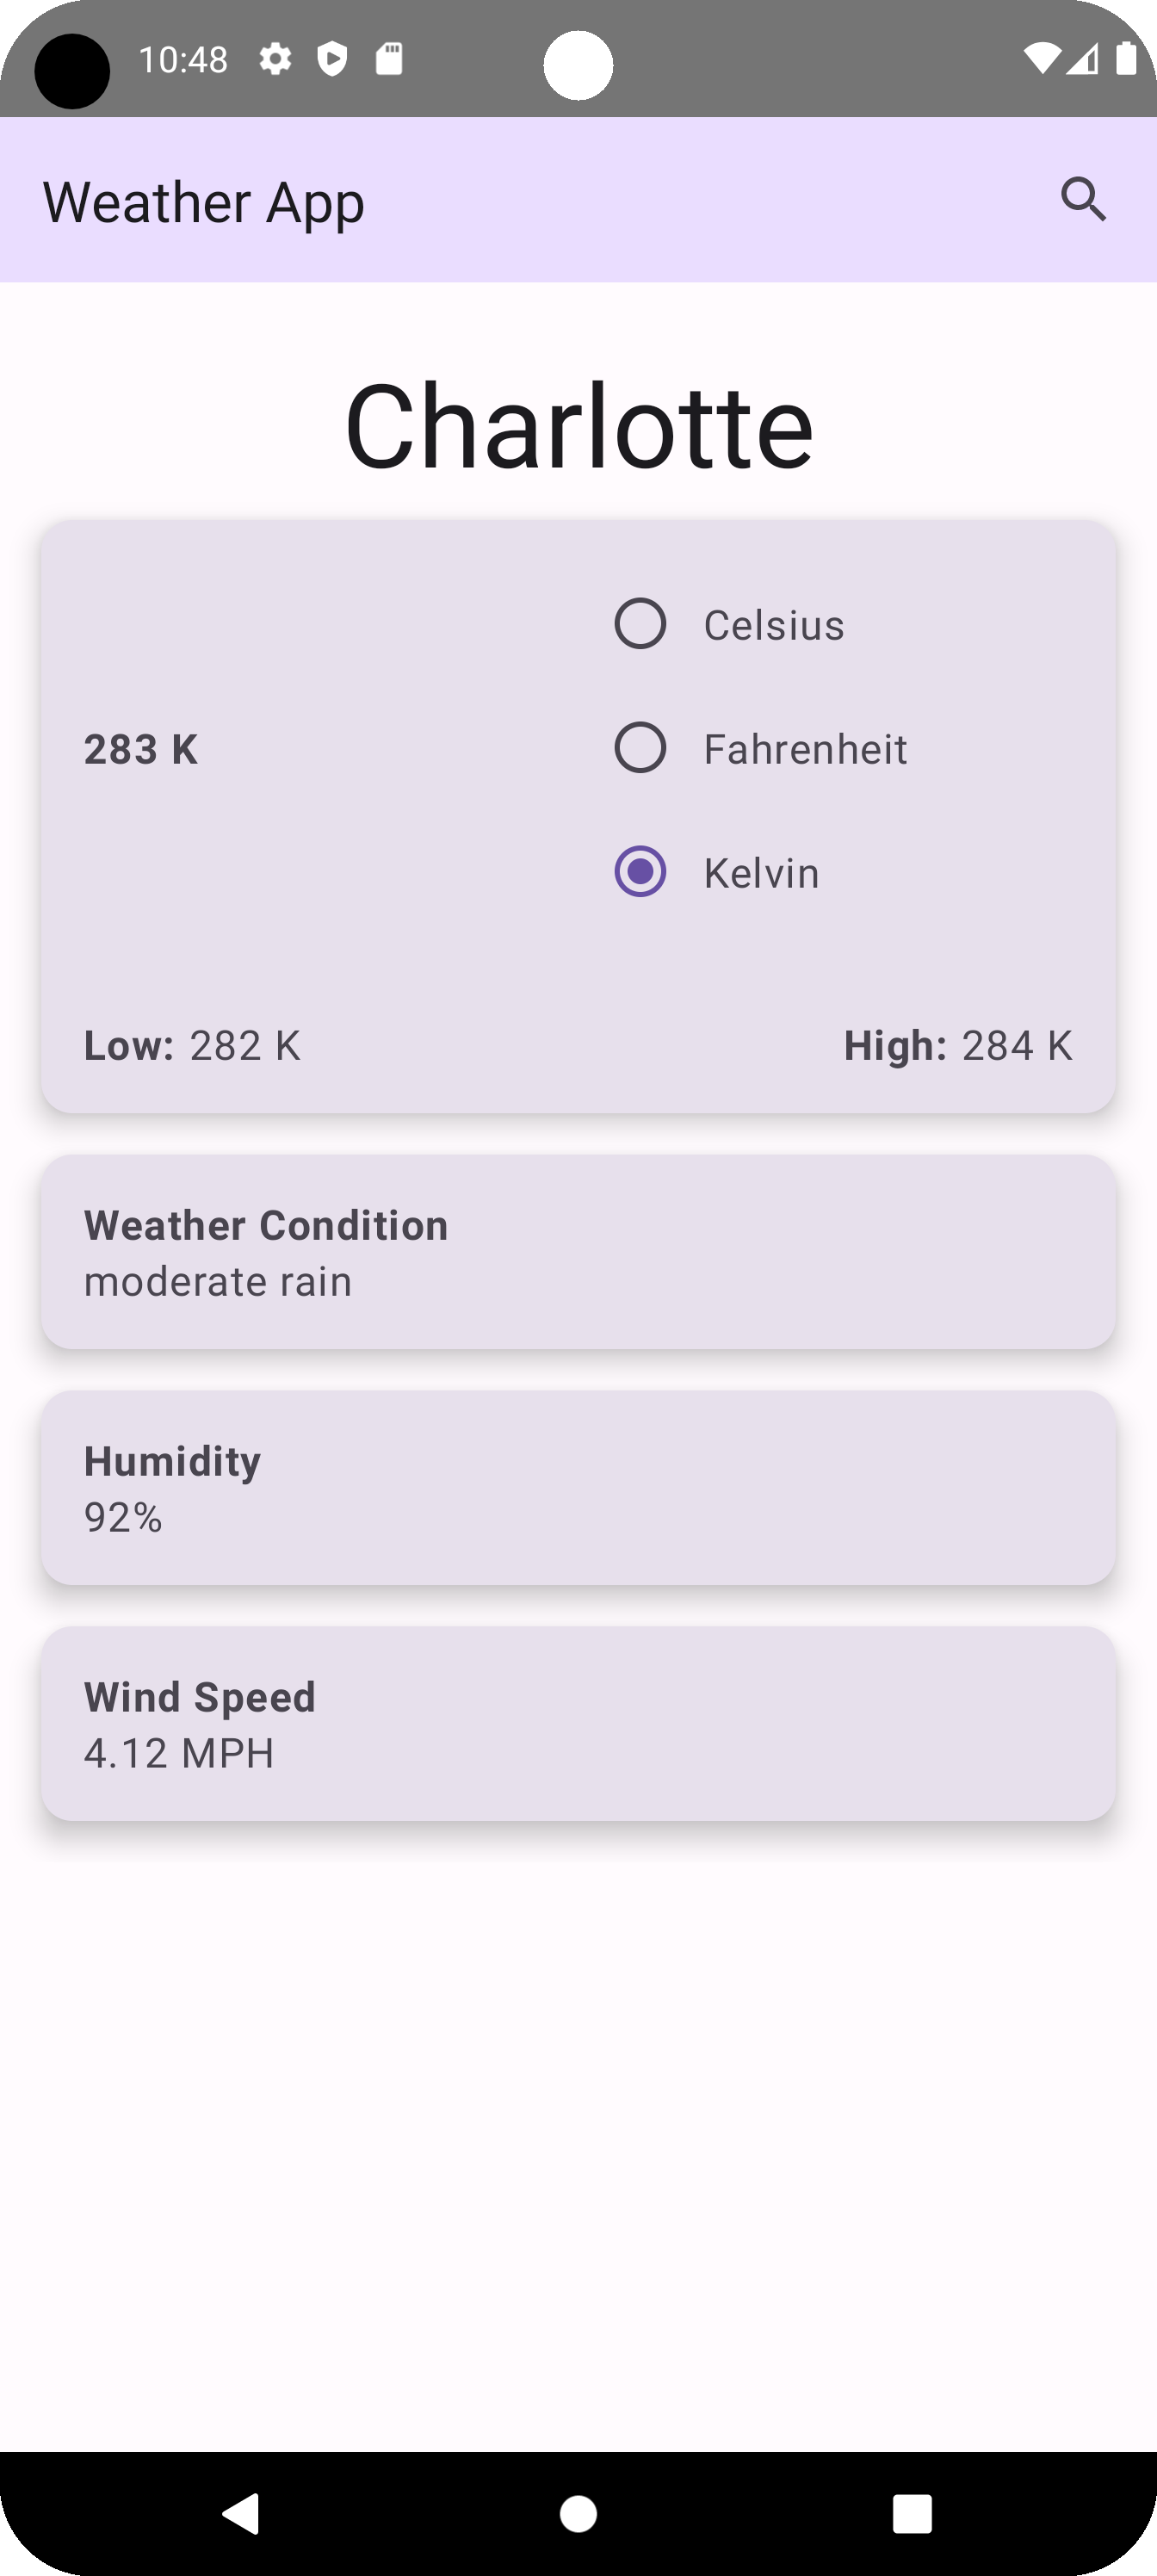 10:48
Weather App
Charlotte
Celsius
283 K
Fahrenheit
Kelvin
Low: 282 K
High: 284 K
Weather Condition
moderate rain
Humidity
92%
Wind Speed
4.12 MPH